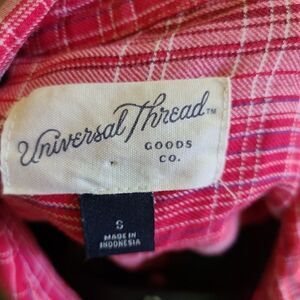 Universal Thread™
GOODS
CO.
S
MADE IN
INDONESIA